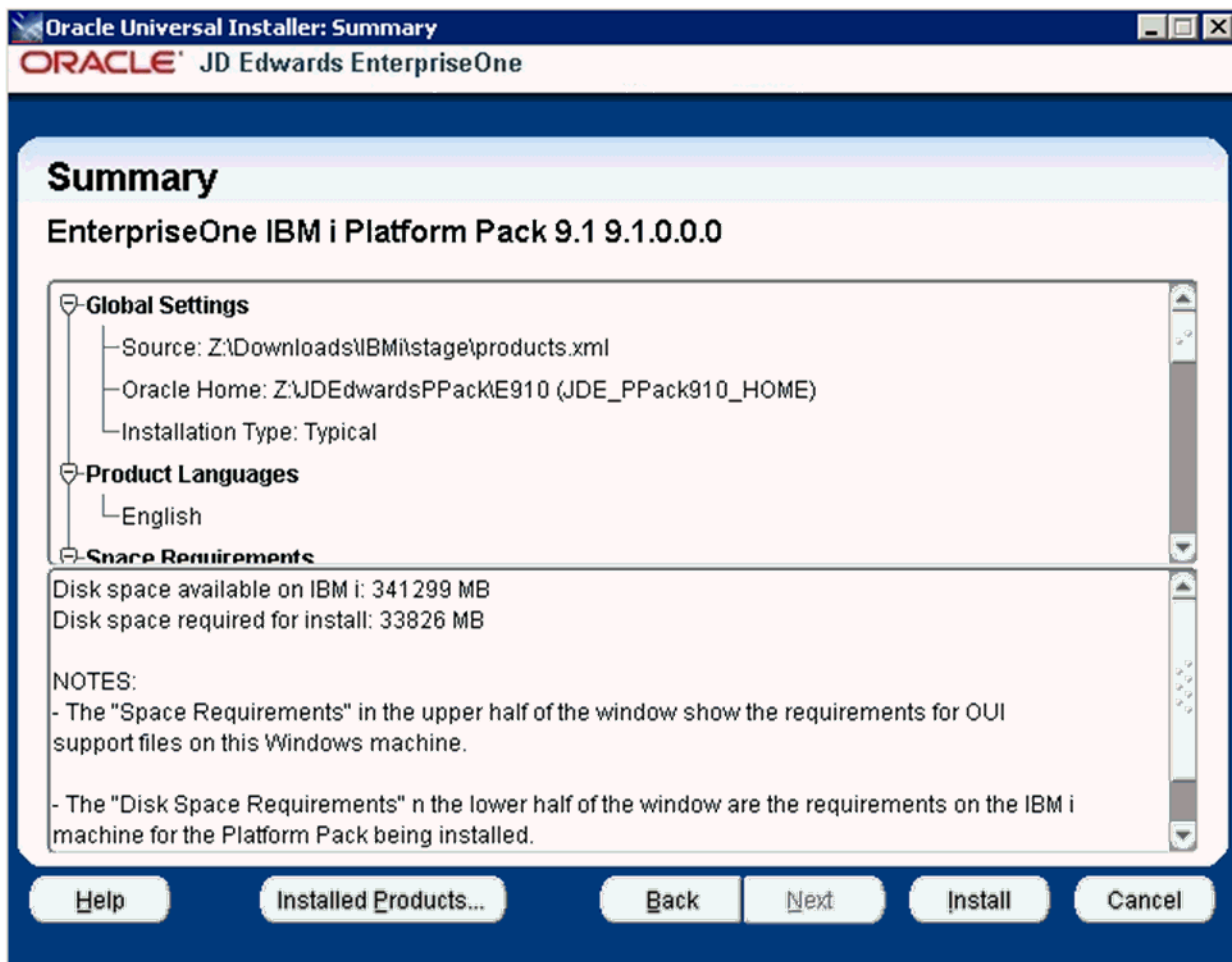 Oracle Universal Installer: Summary
ORACLE JD Edwards EnterpriseOne
Summary
EnterpriseOne IBM i Platform Pack 9.1 9.1.0.0.0
Global Settings
Source: Z:\Downloads\IBMi\stage\products.xml
Oracle Home: Z:\JDEdwardsPPack\E910 (JDE_PPack910_HOME)
Installation Type: Typical
Product Languages
English
Space Requirements
Disk space available on IBM i: 341299 MB
Disk space required for install: 33826 MB
NOTES:
- The "Space Requirements" in the upper half of the window show the requirements for OUI
support files on this Windows machine.
- The "Disk Space Requirements" n the lower half of the window are the requirements on the IBM i
machine for the Platform Pack being installed.
Help Installed Products... Back Next Install Cancel